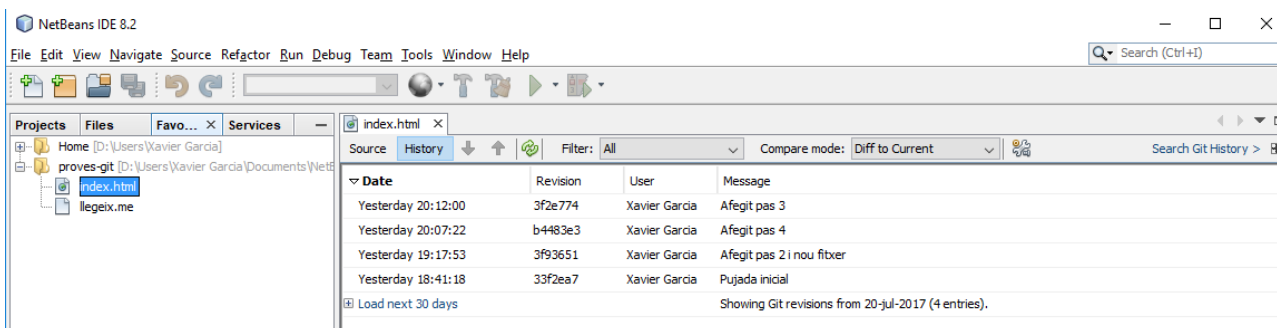 NetBeans IDE 8.2
File Edit View Navigate Source Refactor Run Debug Team Tools Window Help
Search (Ctrl+I)
Projects Files Favo... Services
index.html
Home [D:\Users\Xavier Garcia]
proves-git [D:\Users\Xavier Garcia\Documents\NetB
index.html
llegeix.me
Source History Filter: All Compare mode: Diff to Current Search Git History >
Date Revision User Message
Yesterday 20:12:00 3f2e774 Xavier Garcia Afegit pas 3
Yesterday 20:07:22 b4483e3 Xavier Garcia Afegit pas 4
Yesterday 19:17:53 3f93651 Xavier Garcia Afegit pas 2 i nou fitxer
Yesterday 18:41:18 33f2ea7 Xavier Garcia Pujada inicial
Load next 30 days Showing Git revisions from 20-jul-2017 (4 entries).